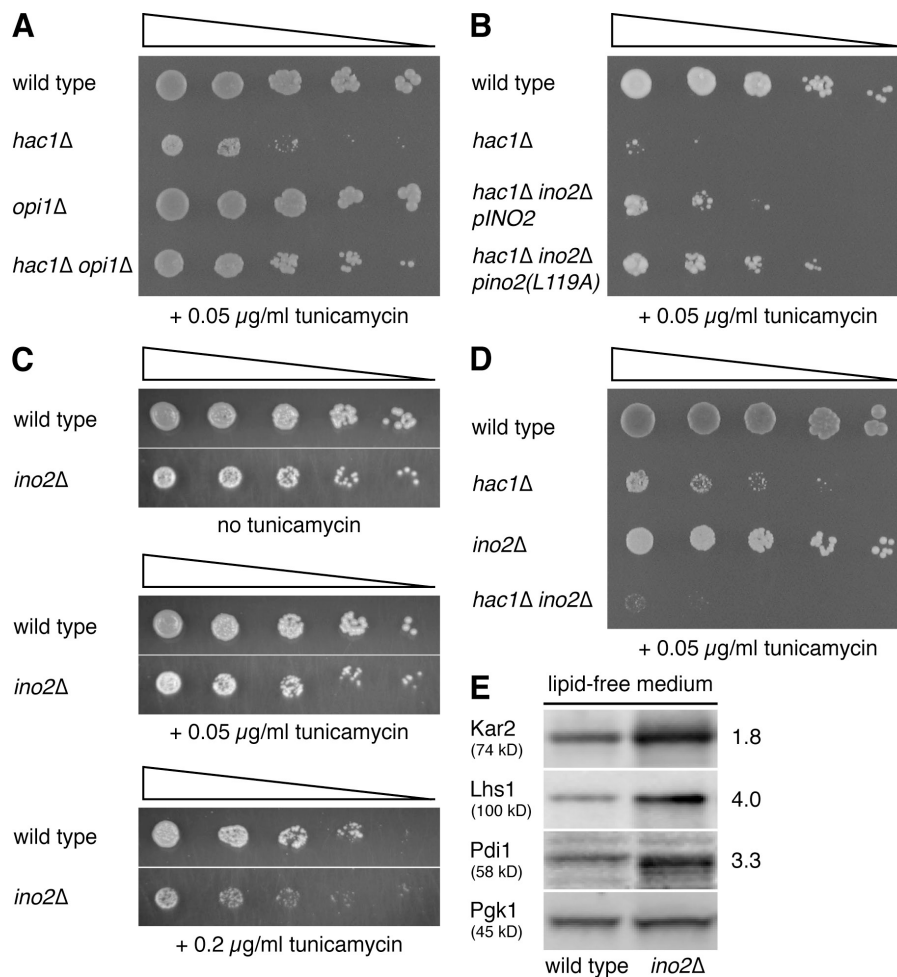 A
wild type
hac1Δ
opi1Δ
hac1Δ opi1Δ
+ 0.05 µg/ml tunicamycin
B
wild type
hac1Δ
hac1Δ ino2Δ
pINO2
hac1Δ ino2Δ
pino2(L119A)
+ 0.05 µg/ml tunicamycin
C
wild type
ino2Δ
no tunicamycin
wild type
ino2Δ
+ 0.05 µg/ml tunicamycin
wild type
ino2Δ
+ 0.2 µg/ml tunicamycin
D
wild type
hac1Δ
ino2Δ
hac1Δ ino2Δ
+ 0.05 µg/ml tunicamycin
E
lipid-free medium
Kar2
(74 kD)
1.8
Lhs1
(100 kD)
4.0
Pdi1
(58 kD)
3.3
Pgk1
(45 kD)
wild type ino2Δ